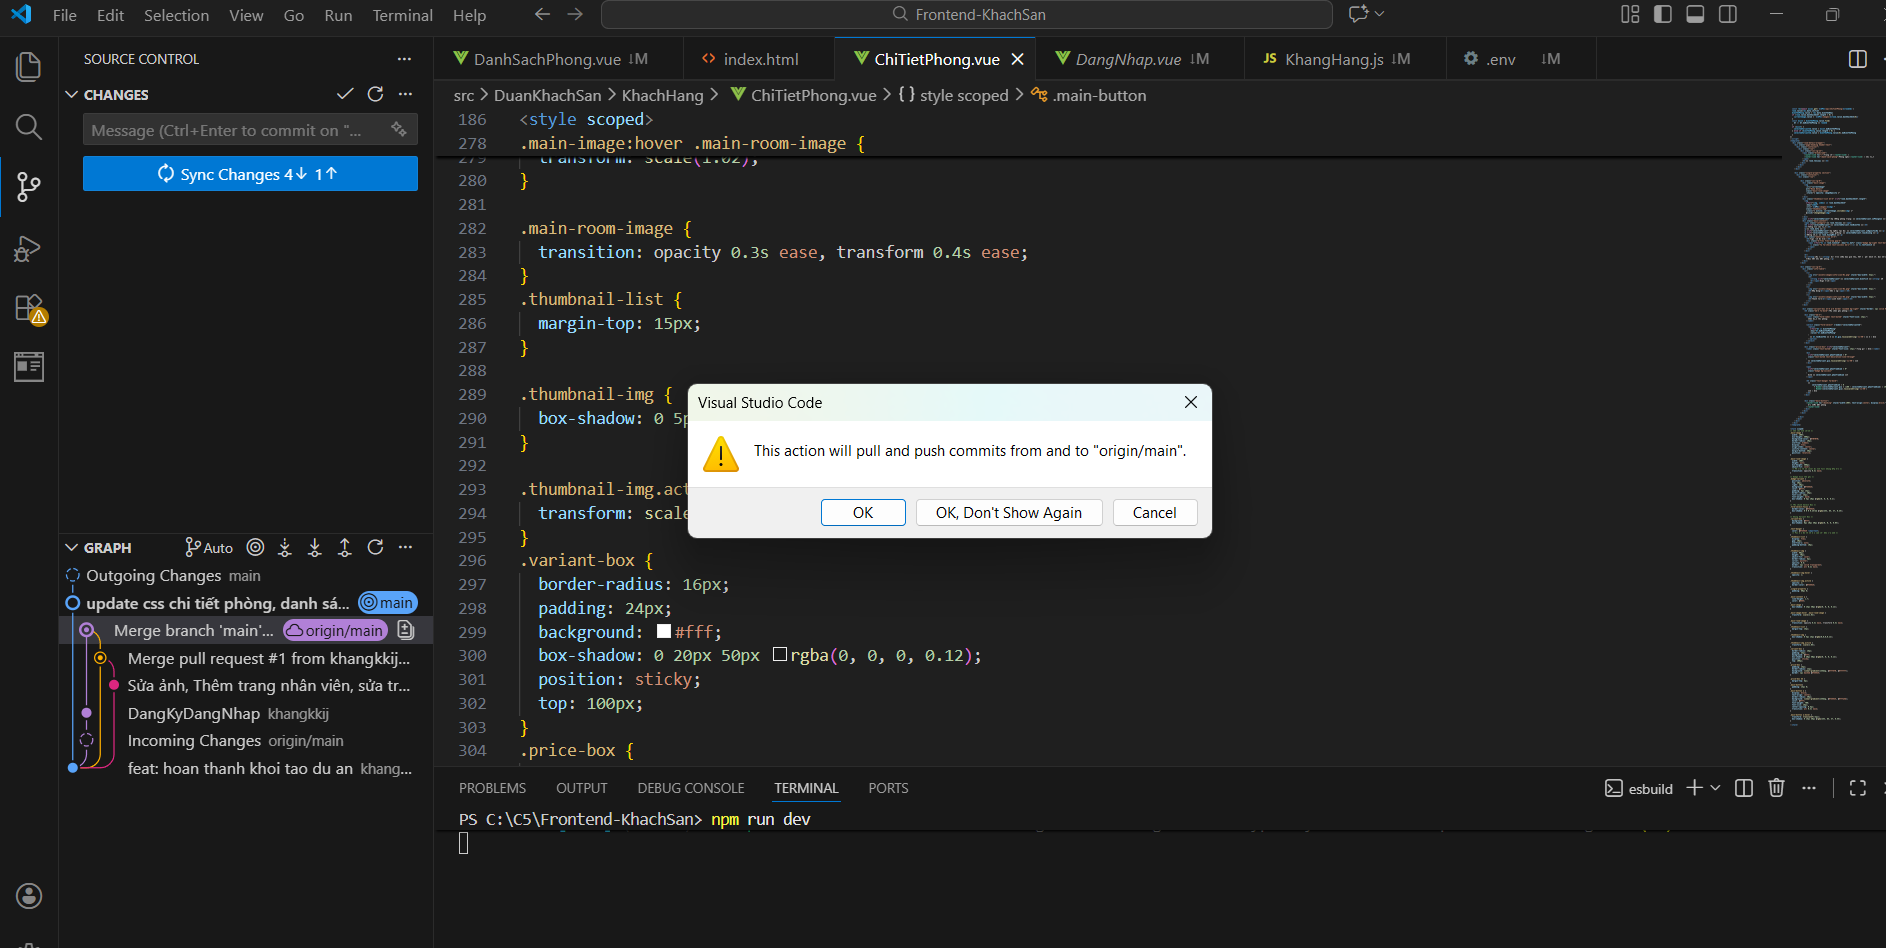 File Edit Selection View Go Run Terminal Help
Frontend-KhachSan
SOURCE CONTROL
CHANGES
Message (Ctrl+Enter to commit on "...
Sync Changes 4↓ 1↑
DanhSachPhong.vue ↓M
index.html
ChiTietPhong.vue
DangNhap.vue ↓M
JS KhangHang.js ↓M
.env ↓M
src > DuanKhachSan > KhachHang > ChiTietPhong.vue > {} style scoped > .main-button
186 <style scoped>
278 .main-image:hover .main-room-image {
279 transform: scale(1.02);
280 }
281
282 .main-room-image {
283 transition: opacity 0.3s ease, transform 0.4s ease;
284 }
285 .thumbnail-list {
286 margin-top: 15px;
287 }
288
289 .thumbnail-img {
290 box-shadow: 0 5p
291 }
292
293 .thumbnail-img.act
294 transform: scale
295 }
296 .variant-box {
297 border-radius: 16px;
298 padding: 24px;
299 background: #fff;
300 box-shadow: 0 20px 50px rgba(0, 0, 0, 0.12);
301 position: sticky;
302 top: 100px;
303 }
304 .price-box {
Visual Studio Code
This action will pull and push commits from and to "origin/main".
OK
OK, Don't Show Again
Cancel
GRAPH
Auto
Outgoing Changes main
update css chi tiết phòng, danh sá... main
Merge branch 'main'... origin/main
Merge pull request #1 from khangkkij...
Sửa ảnh, Thêm trang nhân viên, sửa tr...
DangKyDangNhap khangkkij
Incoming Changes origin/main
feat: hoan thanh khoi tao du an khang...
PROBLEMS OUTPUT DEBUG CONSOLE TERMINAL PORTS
esbuild
PS C:\C5\Frontend-KhachSan> npm run dev